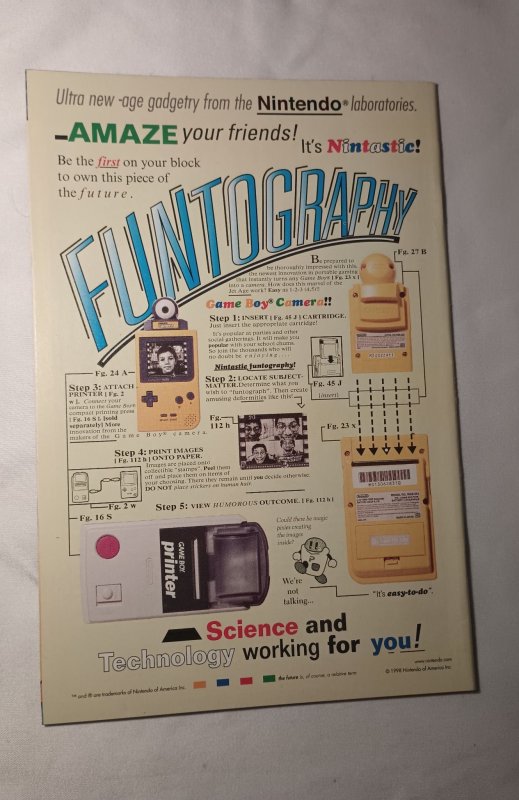 Ultra new-age gadgetry from the Nintendo® laboratories.
AMAZE your friends! It's Nintastic!
Be the first on your block
to own this piece of
the future.
FUNTOGRAPHY
Fg. 27 B
Be prepared to
be thoroughly impressed with this,
the newest innovation in portable gaming
that instantly turns any Game Boy® | Fg. 23 x |
into a camera. How does this marvel of the
Jet Age work? Easy as 1-2-3 (4,5)!!
Game Boy® Camera!!
Step 1: INSERT | Fg. 45 J | CARTRIDGE.
Just insert the appropriate cartridge!
It's popular at parties and other
social gatherings. It will make you
popular with your school chums.
So join the thousands who will
no doubt be enjoying
Nintastic funtography!
Fg. 45 J
(insert)
Fg. 24 A
Step 3: ATTACH
PRINTER | Fg. 2
w |. Connect your
camera to the Game Boy®
compact printing press
| Fg. 16 S |. (sold
separately) More
innovation from the
makers of the Game Boy® camera.
Step 2: LOCATE SUBJECT-
MATTER. Determine what you
wish to "funtograph". Then create
amusing deformities like this!
Fg.
112 h
Fg. 23 x
Step 4: PRINT IMAGES
| Fg. 112 h | ONTO PAPER.
Images are placed onto
collectible "stamps". Peel them
off and place them on items of
your choosing. There they remain until you decide otherwise.
DO NOT place stickers on human hair.
Fg. 2 w
Fg. 16 S
Step 5: VIEW HUMOROUS OUTCOME. | Fg. 112 h |
GAME BOY
printer
Could there be magic
pixies creating
the images
inside?
We're
not
talking...
"it's easy-to-do".
Science and
Technology working for you!
www.nintendo.com
™ and ® are trademarks of Nintendo of America Inc.
the future is, of course, a relative term
© 1998 Nintendo of America Inc.